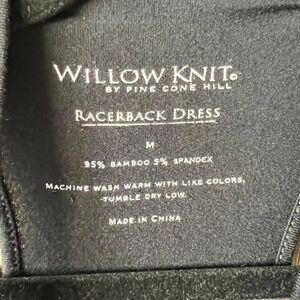 WILLOW KNIT©
BY PINE CONE HILL
RACERBACK DRESS
M
95% BAMBOO 5% SPANDEX
MACHINE WASH WARM WITH LIKE COLORS,
TUMBLE DRY LOW.
MADE IN CHINA